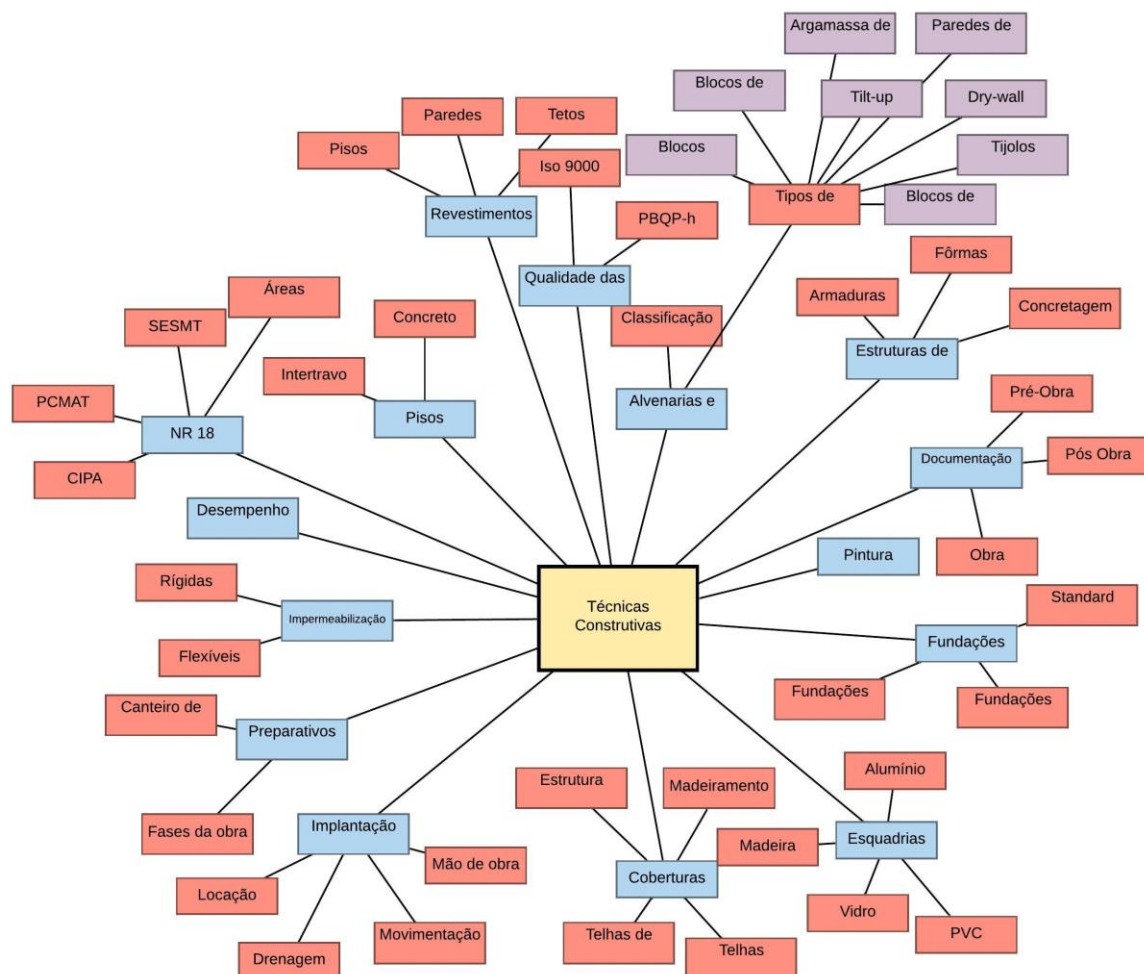 Argamassa de
Paredes de
Blocos de
Tilt-up
Dry-wall
Paredes
Tetos
Pisos
Iso 9000
Blocos
Tijolos
Tipos de
Blocos de
Revestimentos
PBQP-h
Qualidade das
Fôrmas
Áreas
Armaduras
Concretagem
SESMT
Concreto
Classificação
Estruturas de
Intertravo
PCMAT
Pré-Obra
NR 18
Pisos
Alvenarias e
Documentação
Pós Obra
CIPA
Desempenho
Pintura
Obra
Rígidas
Técnicas
Construtivas
Standard
Impermeabilização
Fundações
Flexíveis
Fundações
Fundações
Canteiro de
Preparativos
Alumínio
Estrutura
Madeiramento
Fases da obra
Implantação
Madeira
Esquadrias
Mão de obra
Coberturas
Locação
Vidro
Movimentação
Telhas de
PVC
Drenagem
Telhas